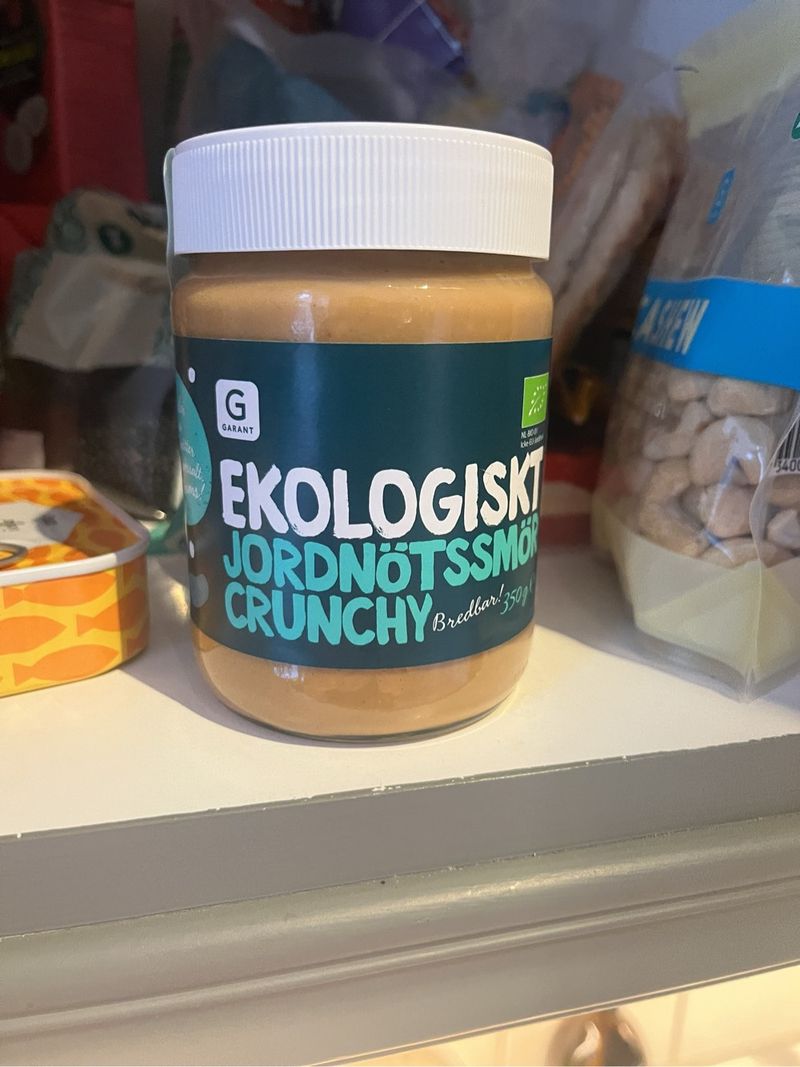 G
GARANT
EKOLOGISKT
JORDNÖTSSMÖR
CRUNCHY
Bredbar!
350g
CASHEW